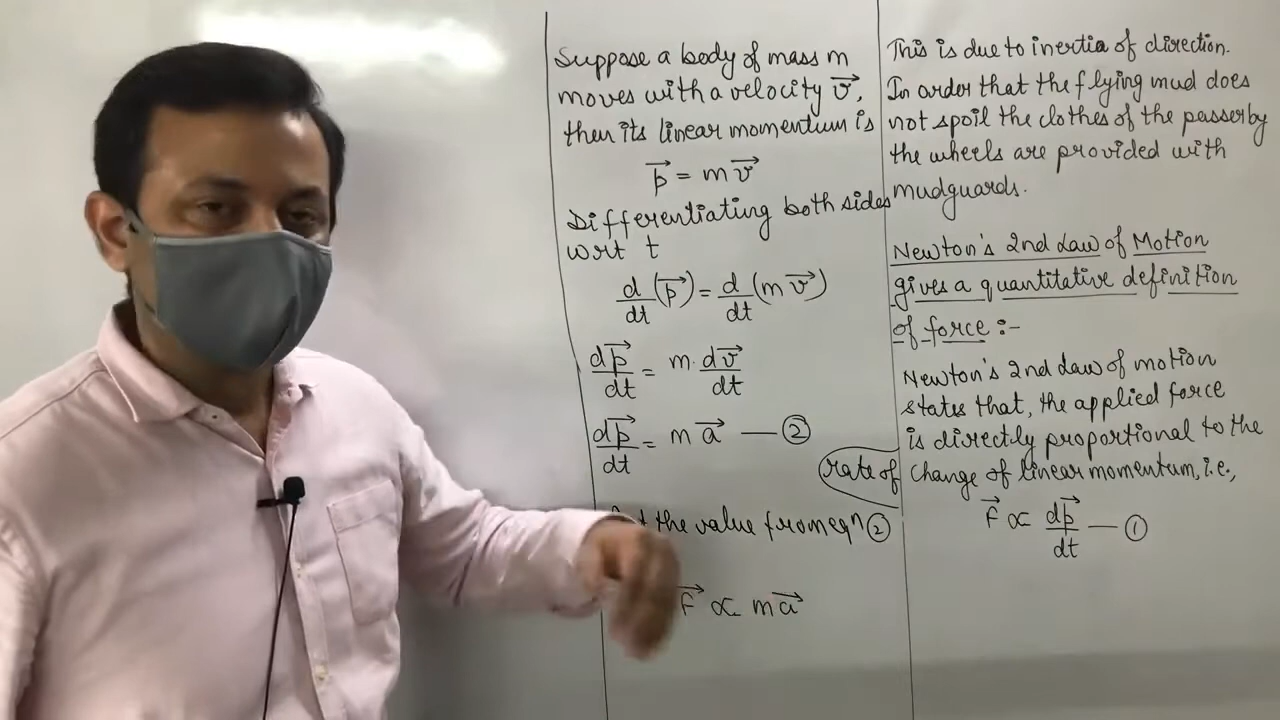 This is due to inertia of direction.
In order that the flying mud does
not spoil the clothes of the passerby
the wheels are provided with
mudguards.
Newton's 2nd Law of Motion
gives a quantitative definition
of force :-
Newton's 2nd Law of motion
states that, the applied force
is directly proportional to the
rate of change of linear momentum, i.e.,
F⃗ ∝ dp⃗/dt — ①
Suppose a body of mass m
moves with a velocity v⃗,
then its linear momentum is
p⃗ = mv⃗
Differentiating both sides
wrt t
d/dt (p⃗) = d/dt (m v⃗)
dp⃗/dt = m. dv⃗/dt
dp⃗/dt = m a⃗ — ②
the value from eqn ②
F⃗ ∝ ma⃗